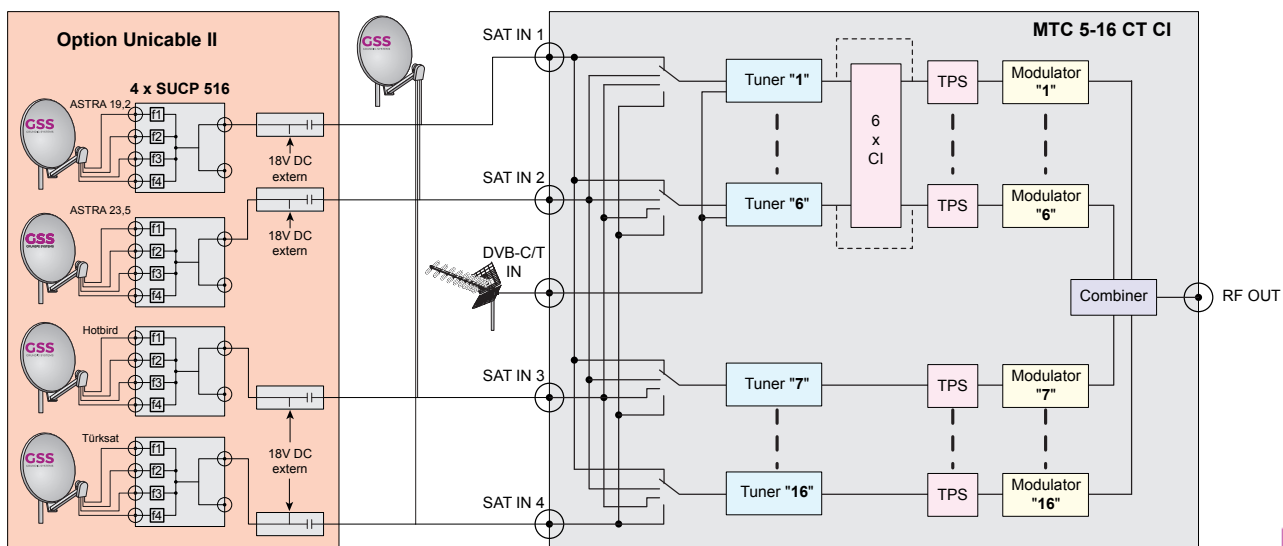 Option Unicable II
4 x SUCP 516
ASTRA 19,2
GSS
f1
f2
f3
f4
18V DC
extern
ASTRA 23,5
GSS
f1
f2
f3
f4
18V DC
extern
Hotbird
GSS
f1
f2
f3
f4
18V DC
extern
Türksat
GSS
f1
f2
f3
f4
GSS
SAT IN 1
SAT IN 2
DVB-C/T
IN
SAT IN 3
SAT IN 4
MTC 5-16 CT CI
Tuner "1"
6
x
CI
TPS
Modulator
"1"
Tuner "6"
TPS
Modulator
"6"
Combiner
RF OUT
Tuner "7"
TPS
Modulator
"7"
Tuner "16"
TPS
Modulator
"16"